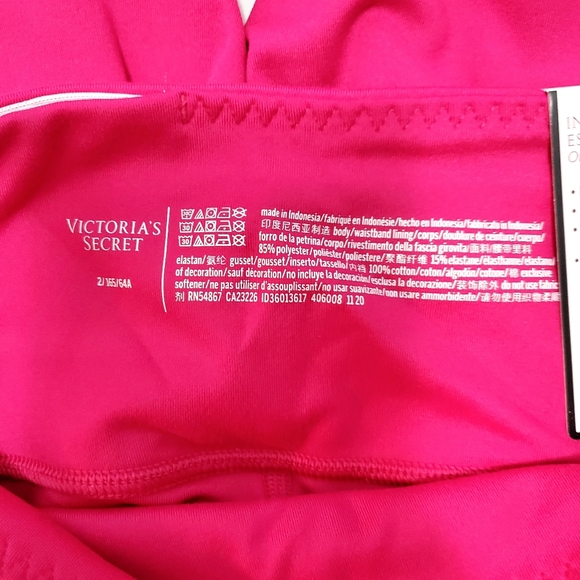 VICTORIA'S
SECRET
2/165/64A
made in Indonesia/fabriqué en Indonésie/hecho en Indonesia/fabbricato in Indonesia/
印度尼西亚制造 body/waistband lining/corps/doublure de ceinture/cuerpo/
forro de la petrina/corpo/rivestimento della fascia girovita/面料/腰带里料
85% polyester/polyester/poliéster/poliestere/聚酯纤维 15% elastane/élasthanne/elastano/
elastan/氨纶 gusset/gousset/inserto/tassello/内裆 100% cotton/coton/algodón/cotone/棉 exclusive
of decoration/sauf décoration/no incluye la decoración/esclusa la decorazione/装饰除外 do not use fabric
softener/ne pas utiliser d'assouplissant/no usar suavizante/non usare ammorbidente/请勿使用织物柔
剂 RN54867 CA23226 ID36013617 406008 11 20
IN
ES